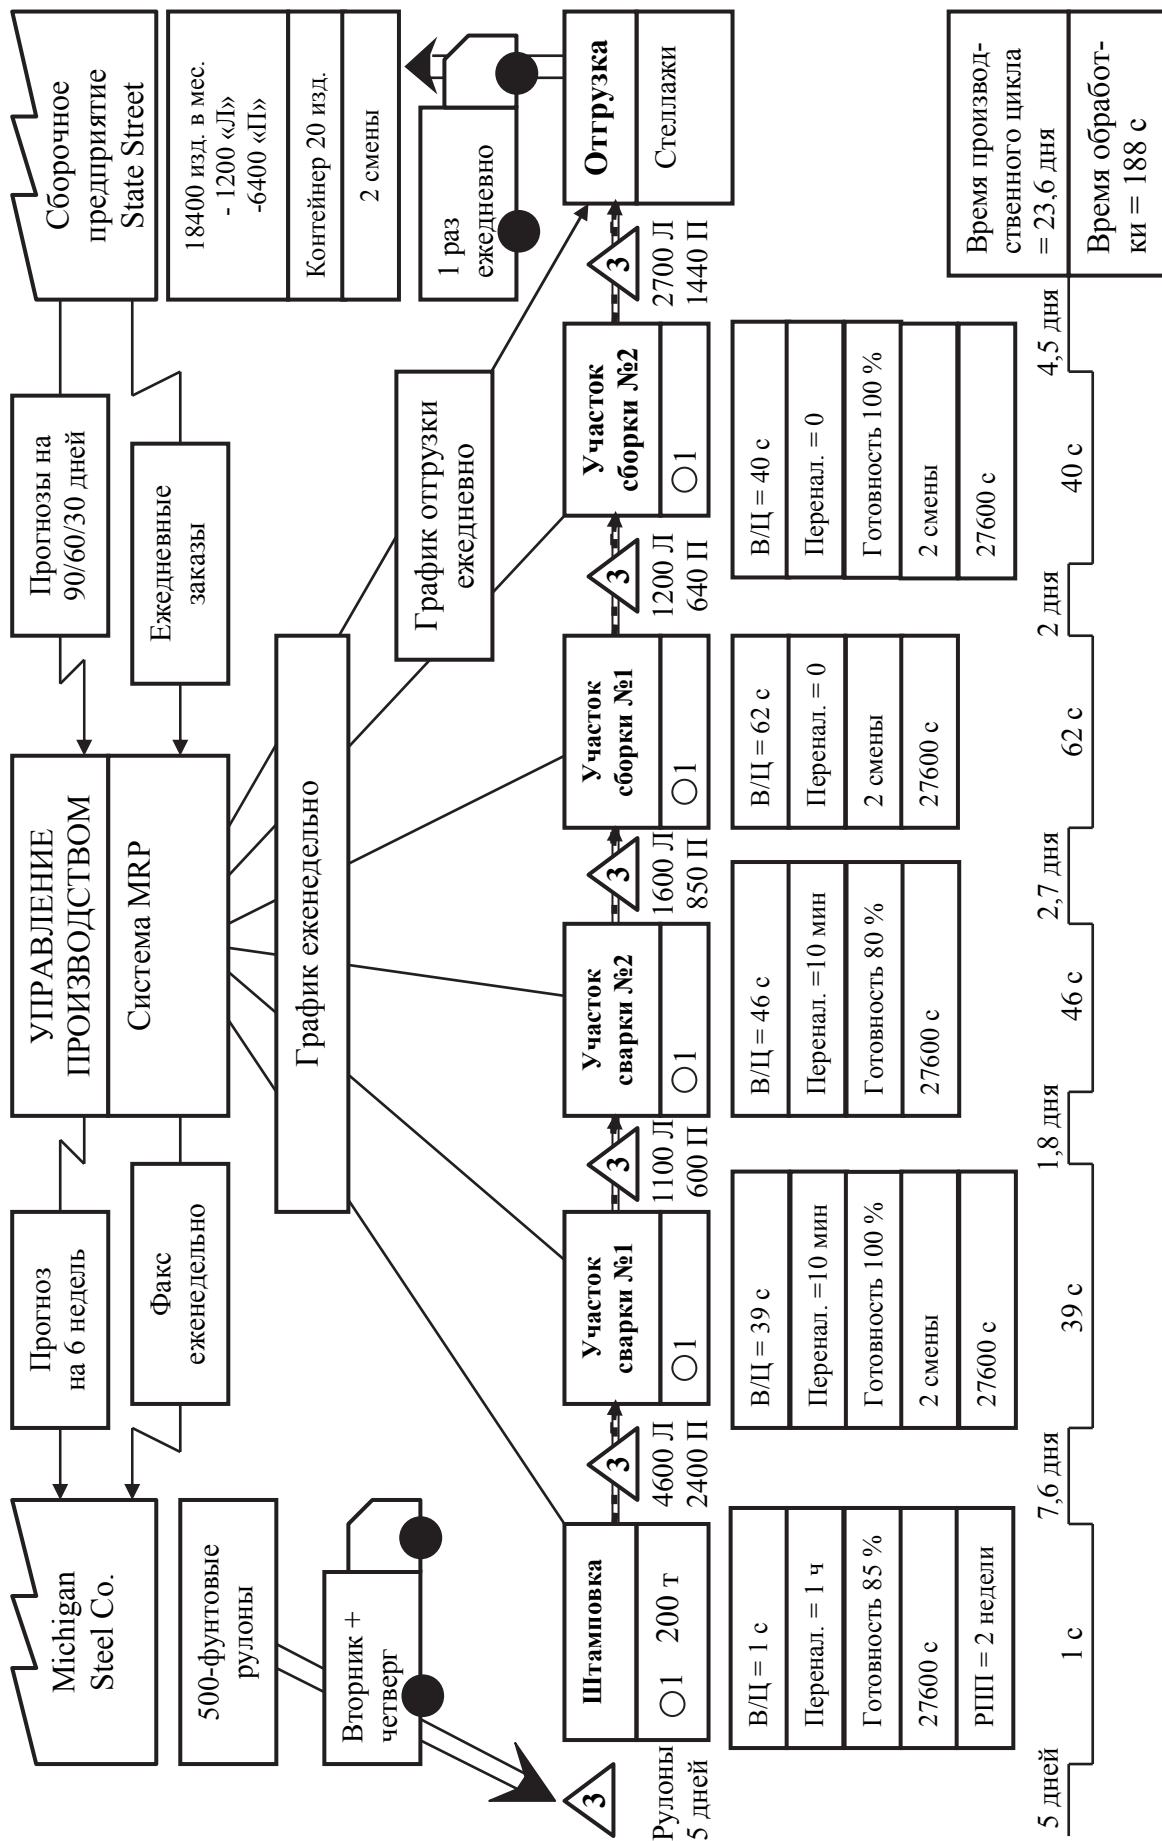 Michigan
Steel Co.
500-фунтовые
рулоны
Вторник +
четверг
Прогноз
на 6 недель
Факс
еженедельно
УПРАВЛЕНИЕ
ПРОИЗВОДСТВОМ
Система MRP
Прогнозы на
90/60/30 дней
Ежедневные
заказы
Сборочное
предприятие
State Street
18400 изд. в мес.
- 1200 «Л»
-6400 «П»
Контейнер 20 изд.
2 смены
1 раз
ежедневно
График еженедельно
График отгрузки
ежедневно
З
Рулоны
5 дней
Штамповка
1 200 т
З
4600 Л
2400 П
Участок
сварки №1
1
З
1100 Л
600 П
Участок
сварки №2
1
З
1600 Л
850 П
Участок
сборки №1
1
З
1200 Л
640 П
Участок
сборки №2
1
З
2700 Л
1440 П
Отгрузка
Стеллажи
В/Ц = 1 с
Перенал. = 1 ч
Готовность 85 %
27600 с
РПП = 2 недели
В/Ц = 39 с
Перенал. =10 мин
Готовность 100 %
2 смены
27600 с
В/Ц = 46 с
Перенал. =10 мин
Готовность 80 %
27600 с
В/Ц = 62 с
Перенал. = 0
2 смены
27600 с
В/Ц = 40 с
Перенал. = 0
Готовность 100 %
2 смены
27600 с
5 дней
1 с
7,6 дня
39 с
1,8 дня
46 с
2,7 дня
62 с
2 дня
40 с
4,5 дня
Время производ-
ственного цикла
= 23,6 дня
Время обработ-
ки = 188 с